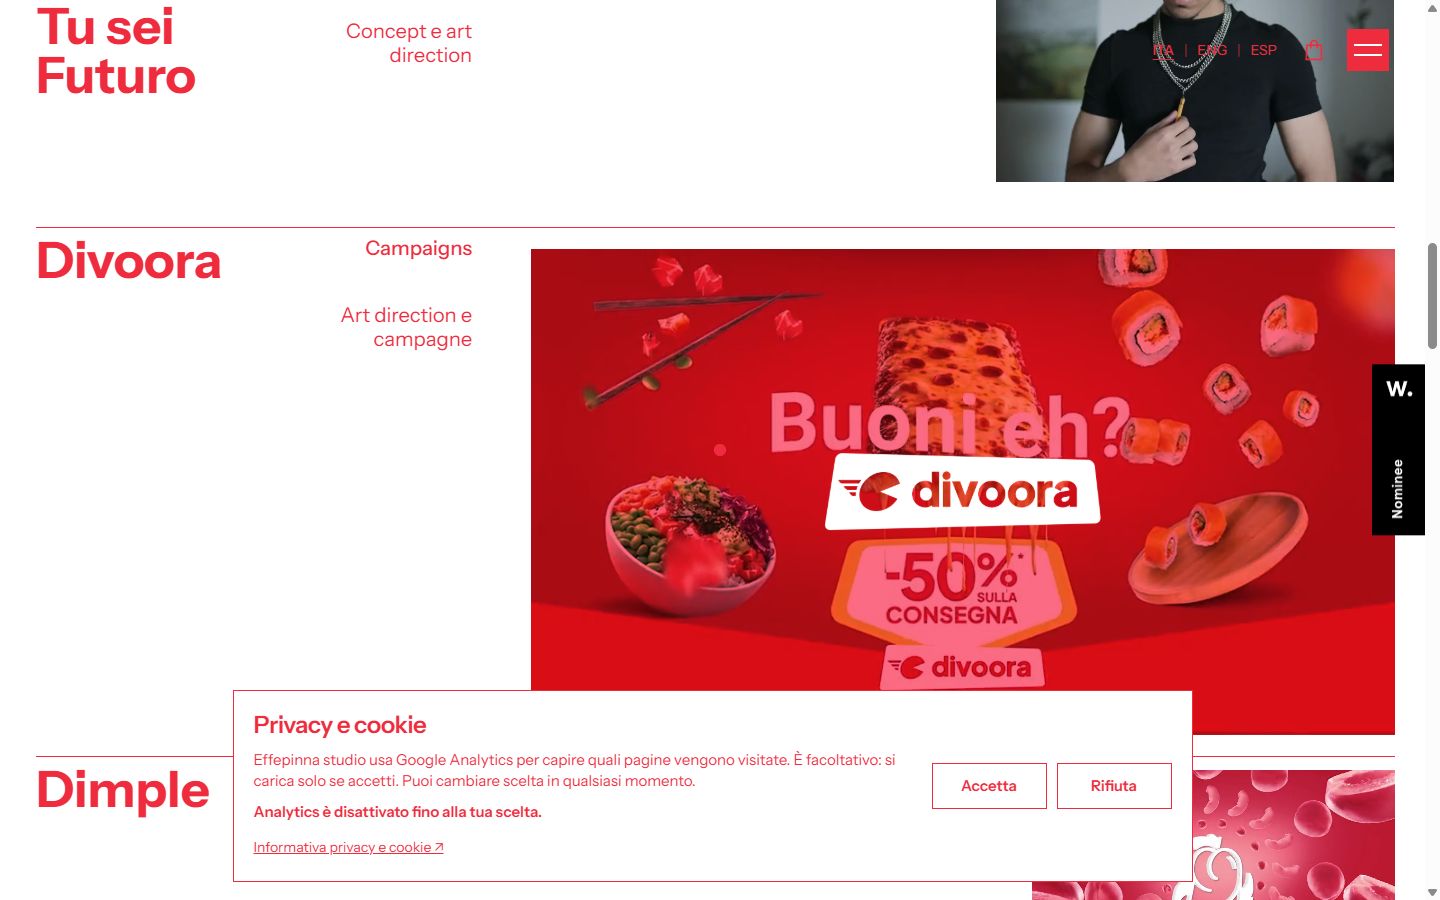 Tu sei
Futuro
Concept e art
direction
ITA | ENG | ESP
Divoora
Campaigns
Art direction e
campagne
Buoni eh?
divoora
-50%*
SULLA
CONSEGNA
divoora
W.
Nominee
Dimple
Privacy e cookie
Effepinna studio usa Google Analytics per capire quali pagine vengono visitate. È facoltativo: si
carica solo se accetti. Puoi cambiare scelta in qualsiasi momento.
Analytics è disattivato fino alla tua scelta.
Informativa privacy e cookie ↗
Accetta
Rifiuta